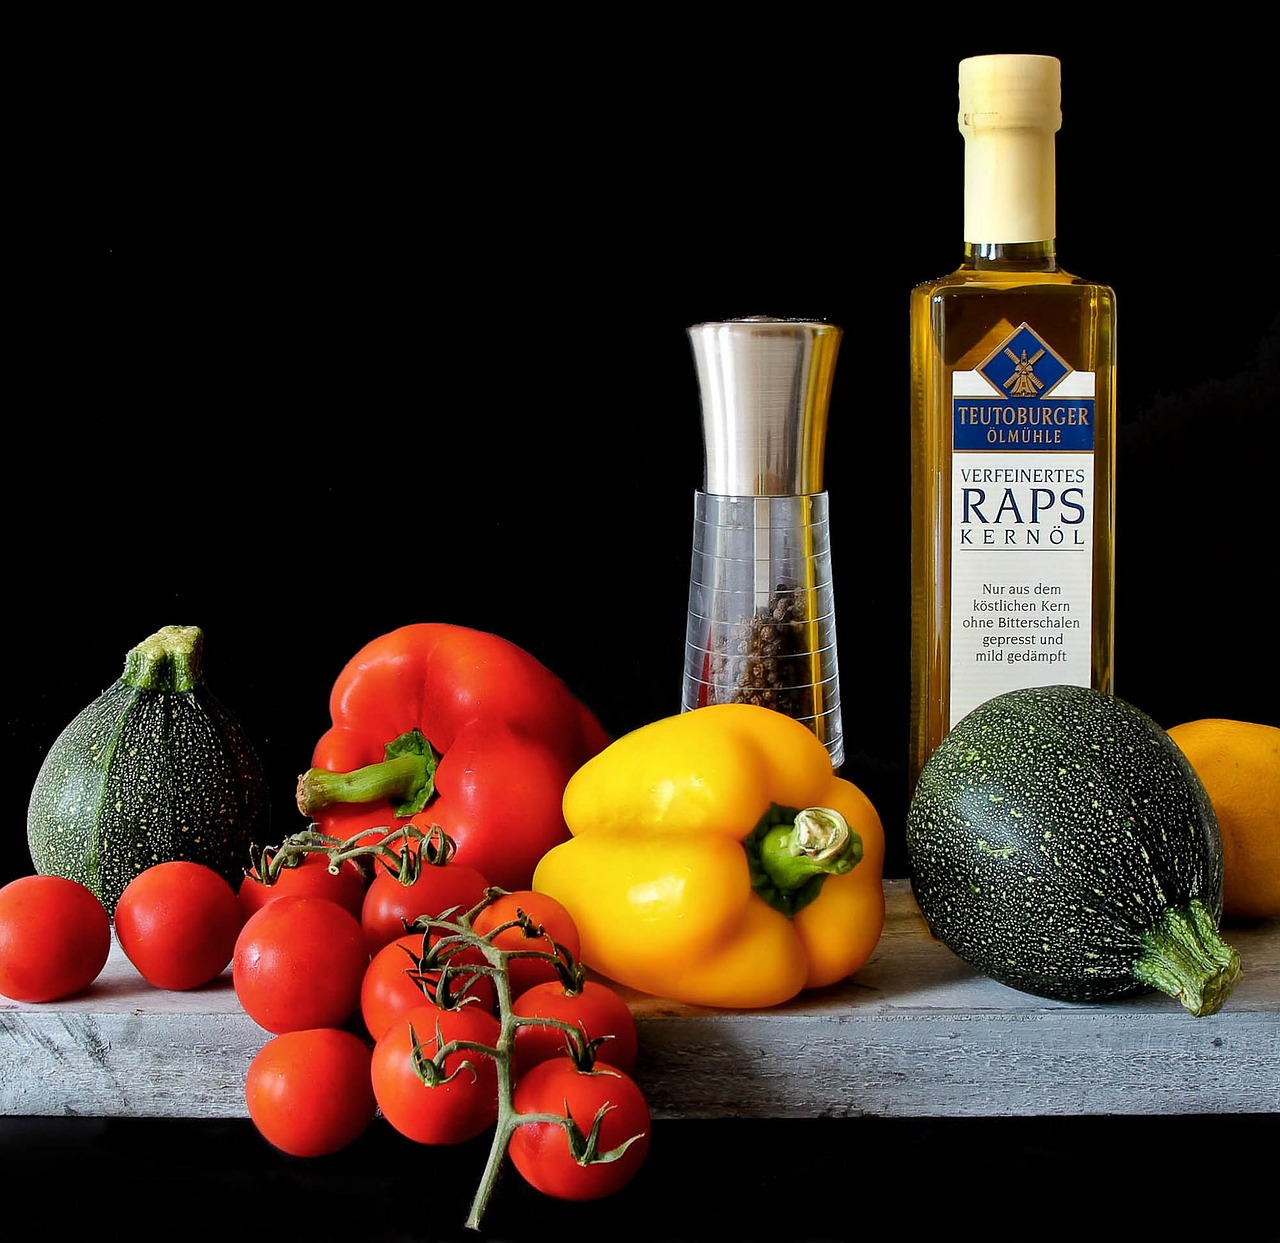 TEUTOBURGER
ÖLMÜHLE
VERFEINERTES
RAPS
KERNÖL
Nur aus dem
köstlichen Kern
ohne Bitterschalen
gepresst und
mild gedämpft